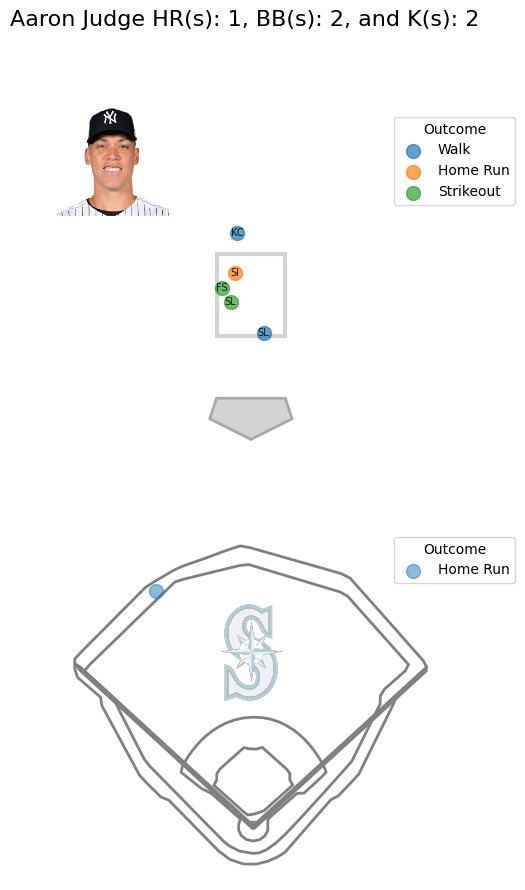 Aaron Judge HR(s): 1, BB(s): 2, and K(s): 2
Outcome
Walk
Home Run
Strikeout
KC
SI
FS
SL
SL
Outcome
Home Run
S